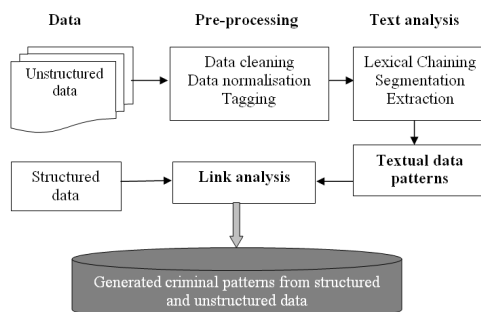 Data
Pre-processing
Text analysis
Unstructured
data
Data cleaning
Data normalisation
Tagging
Lexical Chaining
Segmentation
Extraction
Structured
data
Link analysis
Textual data
patterns
Generated criminal patterns from structured
and unstructured data